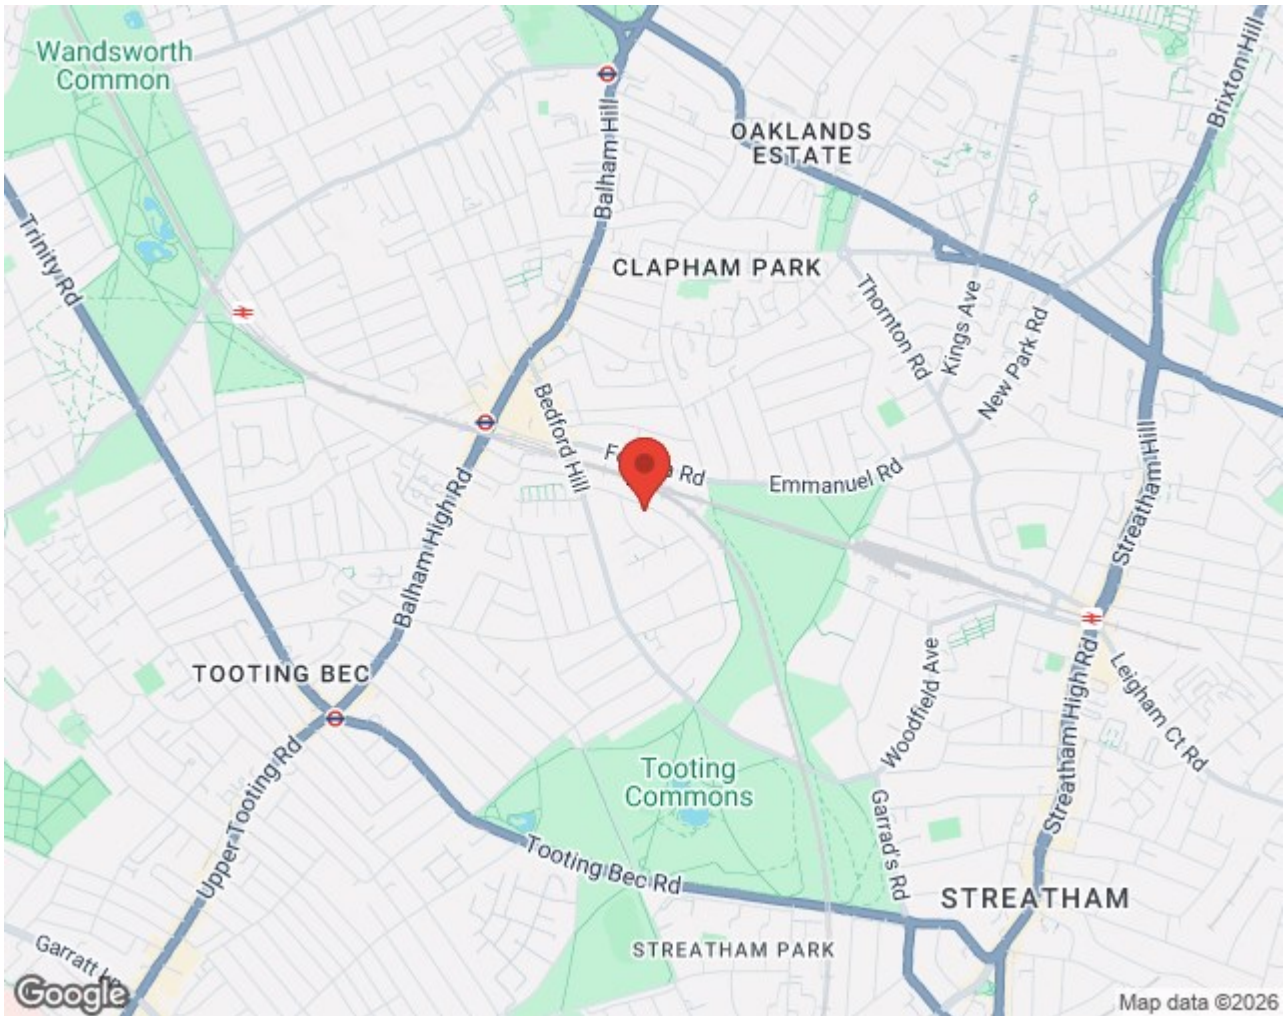 Wandsworth
Common
OAKLANDS
ESTATE
Brixton Hill
Balham Hill
Trinity Rd
CLAPHAM PARK
Thornton Rd
Kings Ave
New Park Rd
Bedford Hill
Rd
Emmanuel Rd
Streatham Hill
Balham High Rd
TOOTING BEC
Woodfield Ave
Leigham Ct Rd
Streatham High Rd
Upper Tooting Rd
Tooting
Commons
Garrad's Rd
Tooting Bec Rd
STREATHAM
STREATHAM PARK
Garratt
Google
Map data ©2026